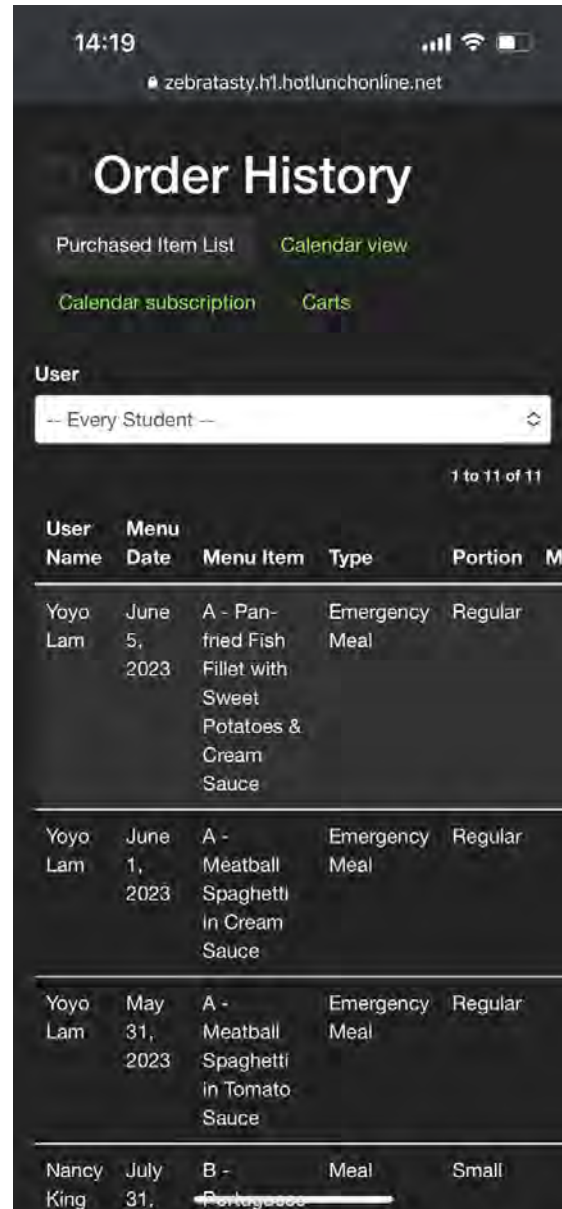 14:19
zebratasty.h1.hotlunchonline.net
Order History
Purchased Item List Calendar view
Calendar subscription Carts
User
-- Every Student --
1 to 11 of 11
User Menu
Name Date Menu Item Type Portion M
Yoyo June A - Pan- Emergency Regular
Lam 5, fried Fish Meal
2023 Fillet with
Sweet
Potatoes &
Cream
Sauce
Yoyo June A - Emergency Regular
Lam 1, Meatball Meal
2023 Spaghetti
in Cream
Sauce
Yoyo May A - Emergency Regular
Lam 31, Meatball Meal
2023 Spaghetti
in Tomato
Sauce
Nancy July B - Meal Small
King 31, Portuguese